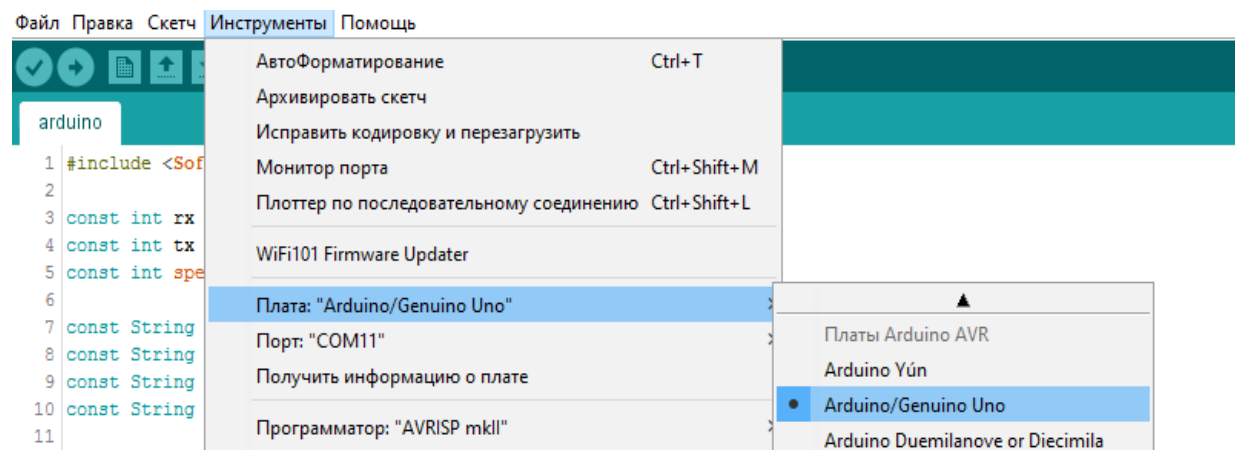 Файл Правка Скетч Инструменты Помощь
АвтоФорматирование Ctrl+T
Архивировать скетч
Исправить кодировку и перезагрузить
Монитор порта Ctrl+Shift+M
Плоттер по последовательному соединению Ctrl+Shift+L
WiFi101 Firmware Updater
Плата: "Arduino/Genuino Uno"
Порт: "COM11"
Получить информацию о плате
Программатор: "AVRISP mkII"
Платы Arduino AVR
Arduino Yún
Arduino/Genuino Uno
Arduino Duemilanove or Diecimila
arduino
1 #include <Sof
2
3 const int rx
4 const int tx
5 const int spe
6
7 const String
8 const String
9 const String
10 const String
11